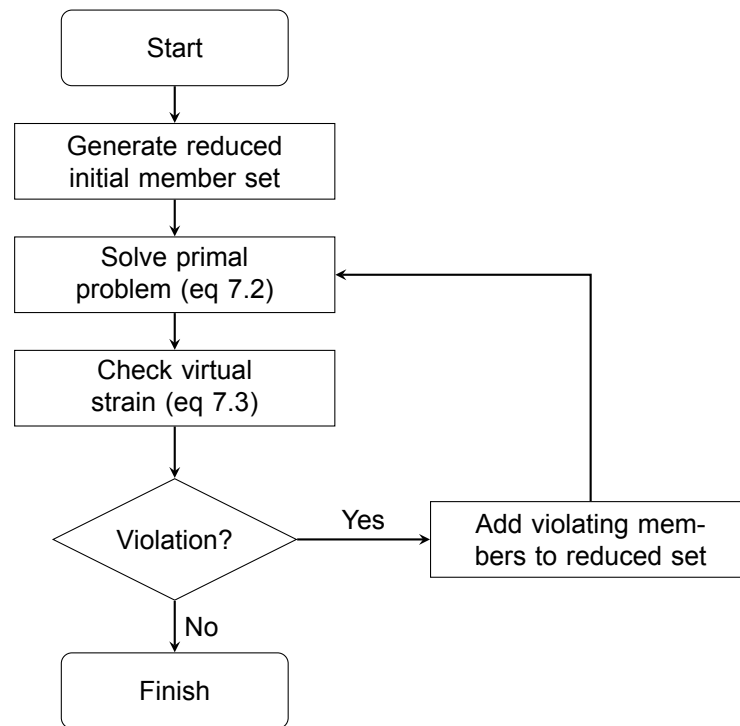 Start
Generate reduced
initial member set
Solve primal
problem (eq 7.2)
Check virtual
strain (eq 7.3)
Violation?
Yes
Add violating mem-
bers to reduced set
No
Finish